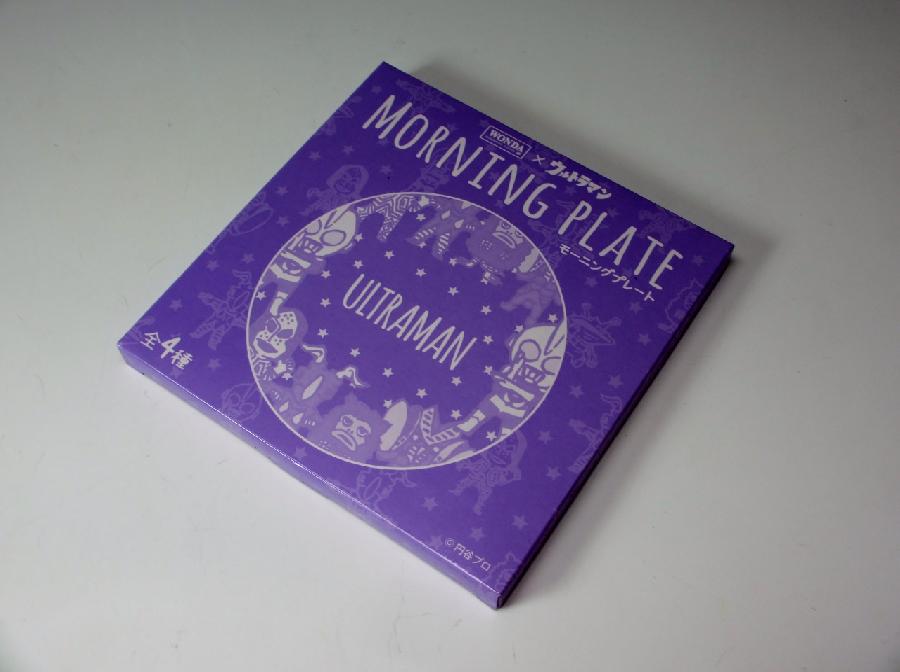 WONDA × ウルトラマン
MORNING PLATE
モーニングプレート
ULTRAMAN
全4種
©円谷プロ